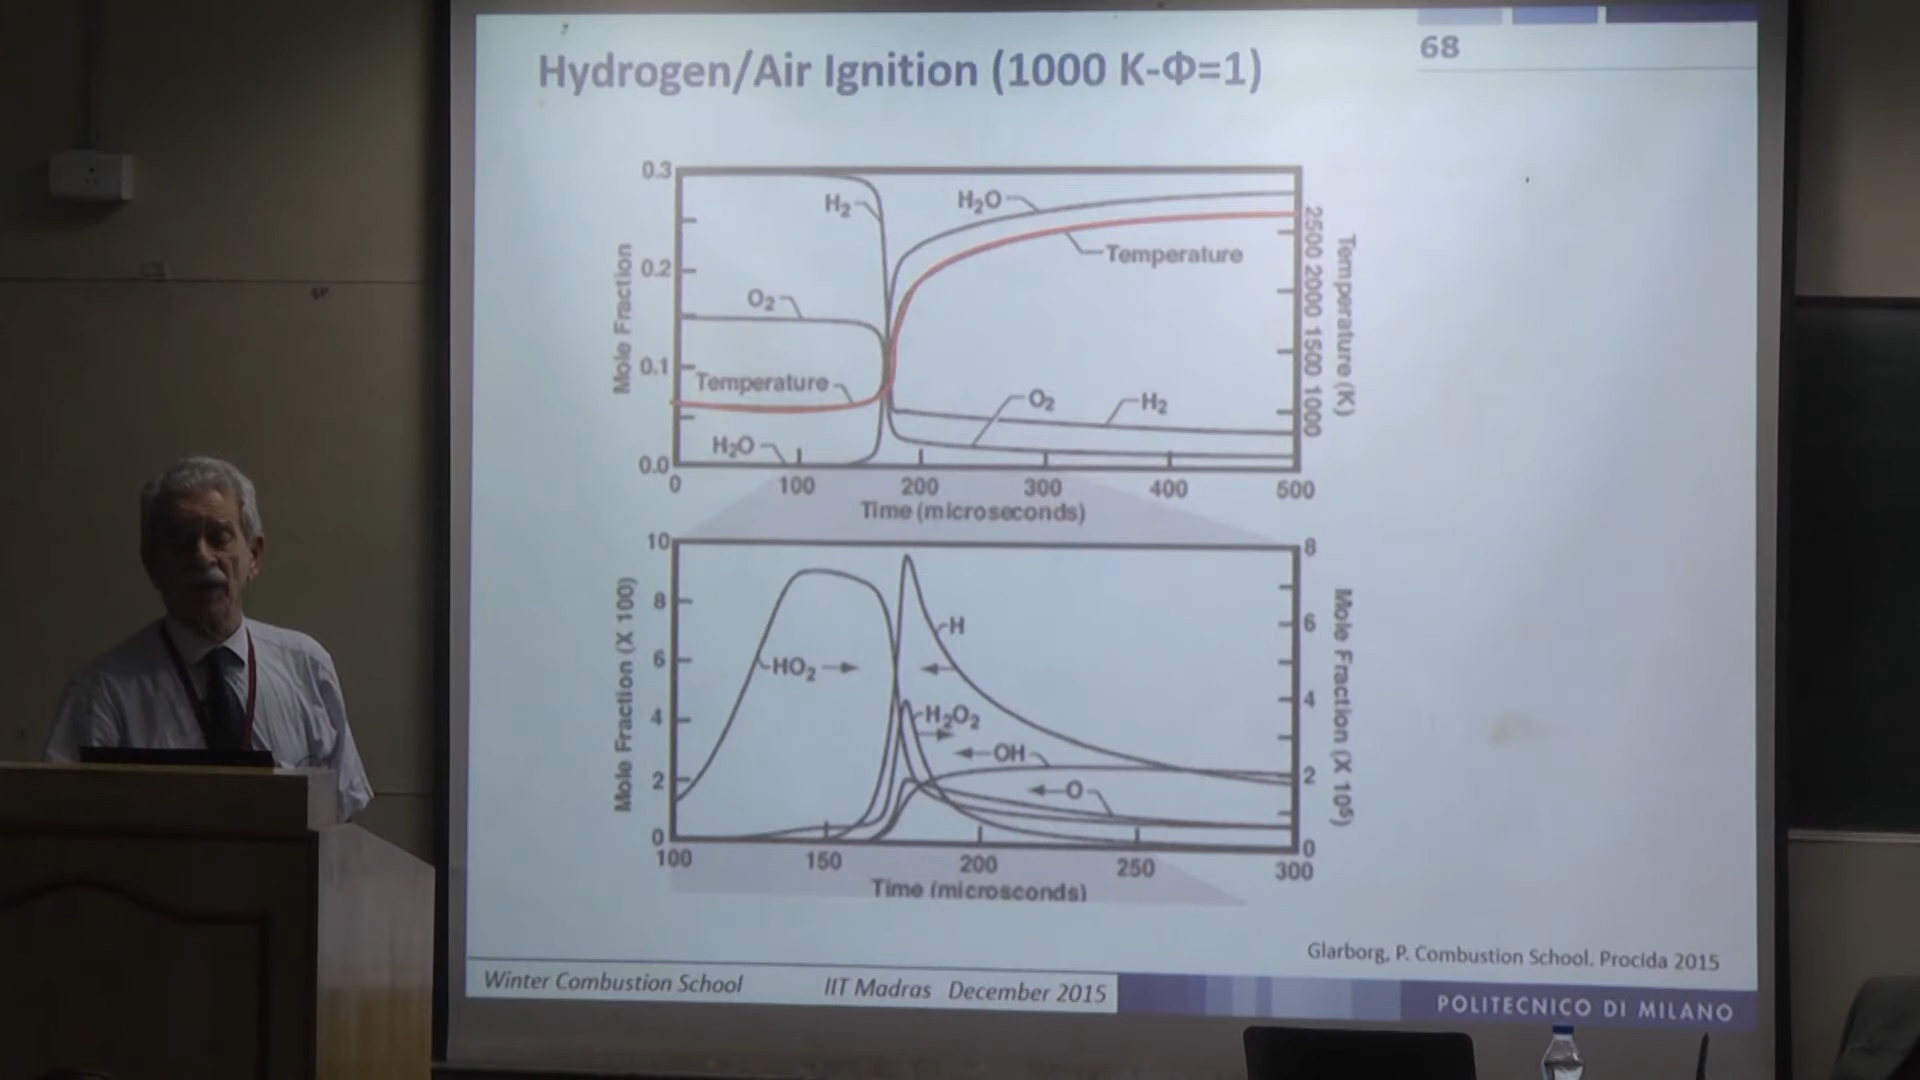 Hydrogen/Air Ignition (1000 K-Φ=1)
68
0.3
0.2
0.1
0.0
Mole Fraction
H₂
H₂O
Temperature
O₂
Temperature
O₂
H₂
H₂O
2500 2000 1500 1000
Temperature (K)
0 100 200 300 400 500
Time (microseconds)
10
8
6
4
2
0
Mole Fraction (X 100)
H
HO₂
H₂O₂
OH
O
8
6
4
2
0
Mole Fraction (X 10⁵)
100 150 200 250 300
Time (microseconds)
Glarborg, P. Combustion School. Procida 2015
Winter Combustion School IIT Madras December 2015
POLITECNICO DI MILANO